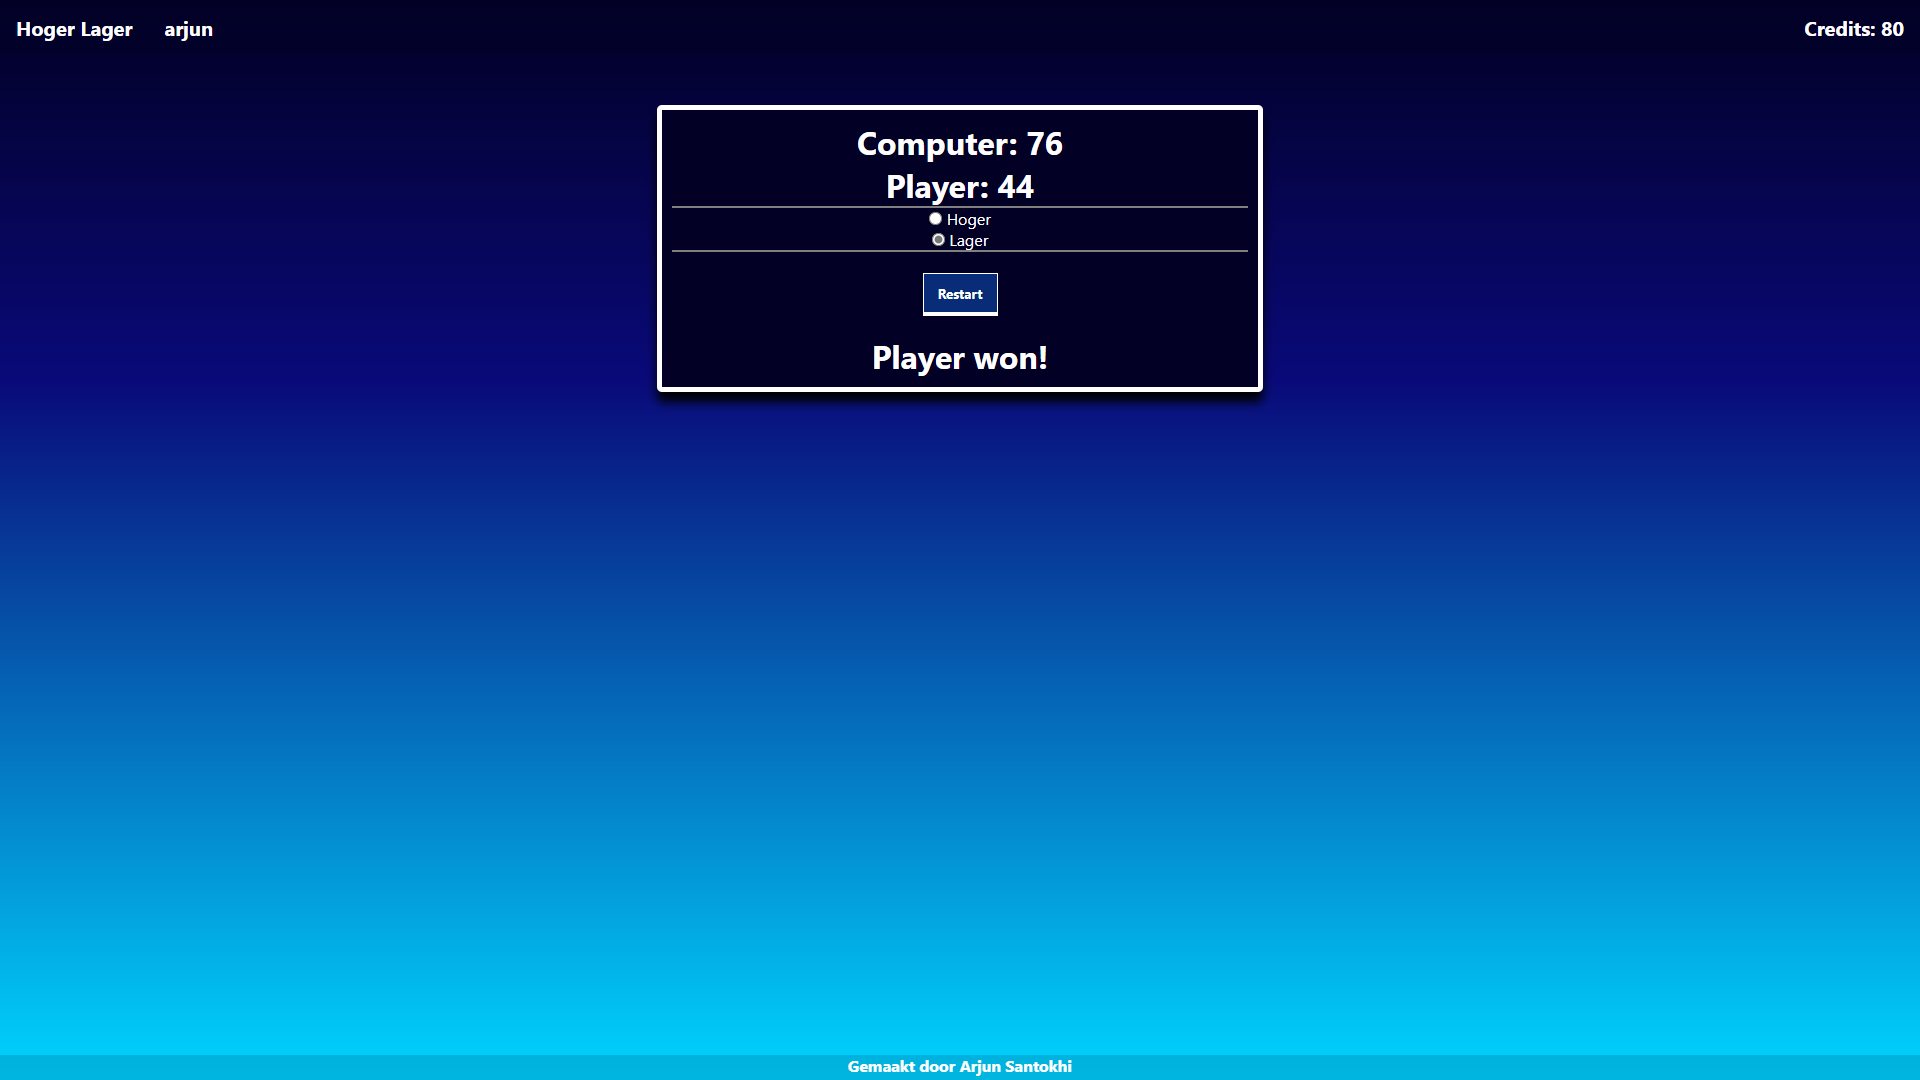 Hoger Lager arjun Credits: 80
Computer: 76
Player: 44
Hoger
Lager
Restart
Player won!
Gemaakt door Arjun Santokhi